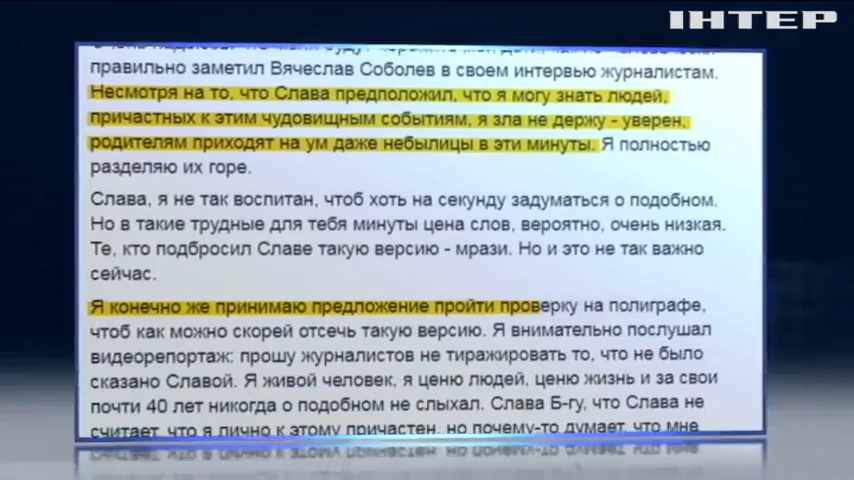 ІНТЕР
правильно заметил Вячеслав Соболев в своем интервью журналистам.
Несмотря на то, что Слава предположил, что я могу знать людей,
причастных к этим чудовищным событиям, я зла не держу - уверен,
родителям приходят на ум даже небылицы в эти минуты. Я полностью
разделяю их горе.
Слава, я не так воспитан, чтоб хоть на секунду задуматься о подобном.
Но в такие трудные для тебя минуты цена слов, вероятно, очень низкая.
Те, кто подбросил Славе такую версию - мрази. Но и это не так важно
сейчас.
Я конечно же принимаю предложение пройти проверку на полиграфе,
чтоб как можно скорей отсечь такую версию. Я внимательно послушал
видеорепортаж: прошу журналистов не тиражировать то, что не было
сказано Славой. Я живой человек, я ценю людей, ценю жизнь и за свои
почти 40 лет никогда о подобном не слыхал. Слава Б-гу, что Слава не
считает, что я лично к этому причастен, но почему-то думает, что мне